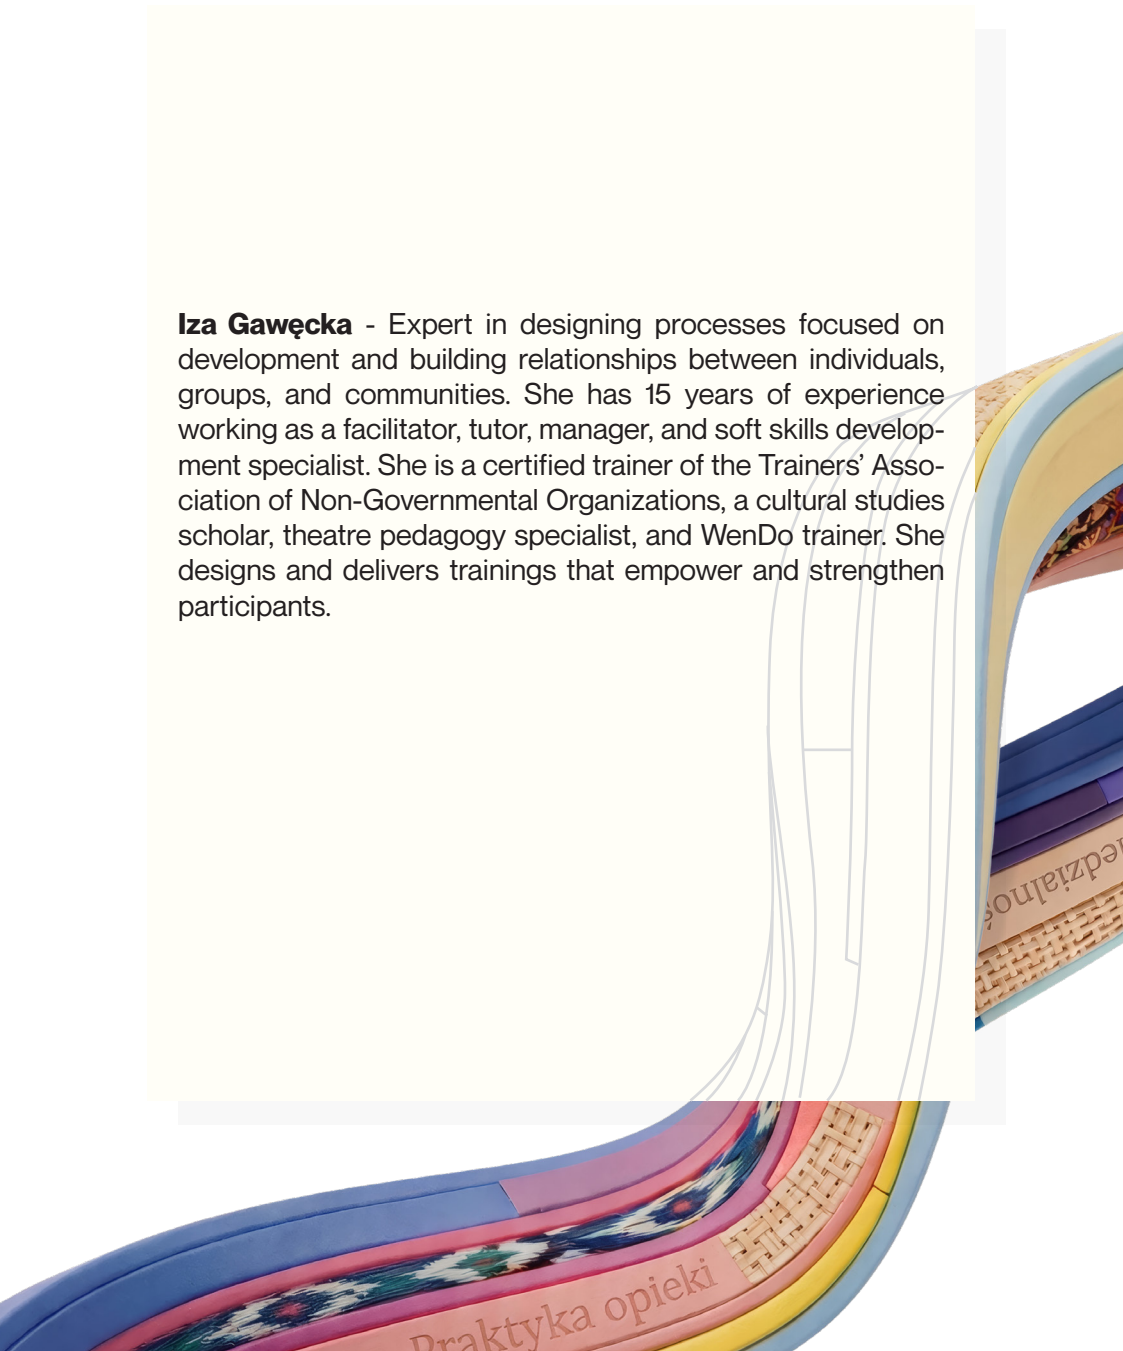 Iza Gawęcka - Expert in designing processes focused on
development and building relationships between individuals,
groups, and communities. She has 15 years of experience
working as a facilitator, tutor, manager, and soft skills develop-
ment specialist. She is a certified trainer of the Trainers’ Asso-
ciation of Non-Governmental Organizations, a cultural studies
scholar, theatre pedagogy specialist, and WenDo trainer. She
designs and delivers trainings that empower and strengthen
participants.
Praktyka opieki